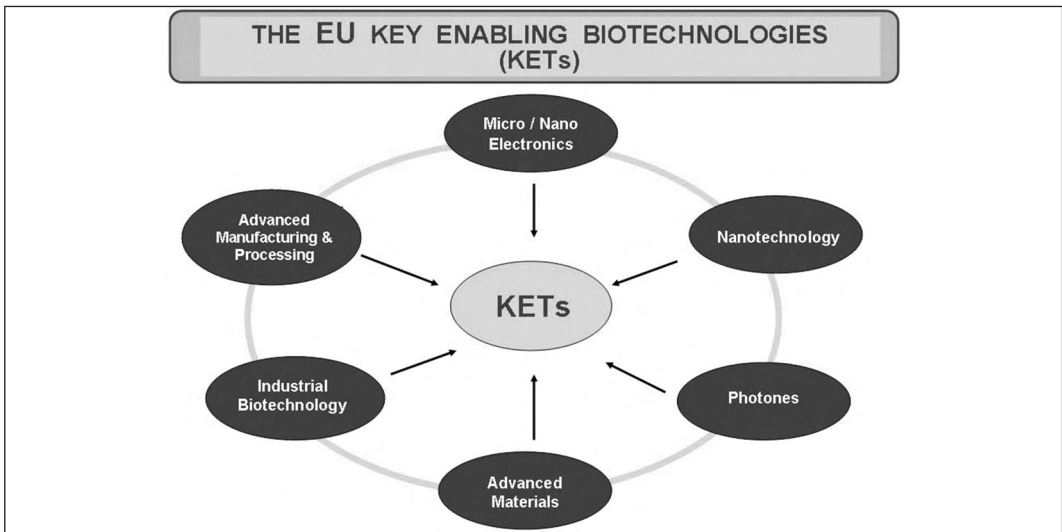 THE EU KEY ENABLING BIOTECHNOLOGIES
(KETs)
Micro / Nano
Electronics
Advanced
Manufacturing &
Processing
Nanotechnology
KETs
Industrial
Biotechnology
Photones
Advanced
Materials